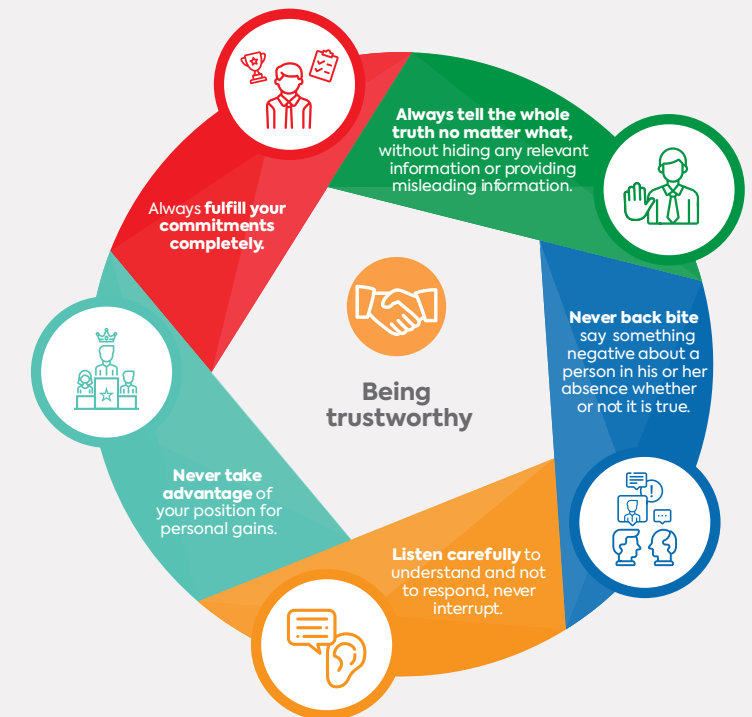 Always tell the whole
truth no matter what,
without hiding any relevant
information or providing
misleading information.
Always fulfill your
commitments
completely.
Never back bite
say something
negative about a
person in his or her
absence whether
or not it is true.
Being
trustworthy
Never take
advantage of
your position for
personal gains.
Listen carefully to
understand and not
to respond, never
interrupt.